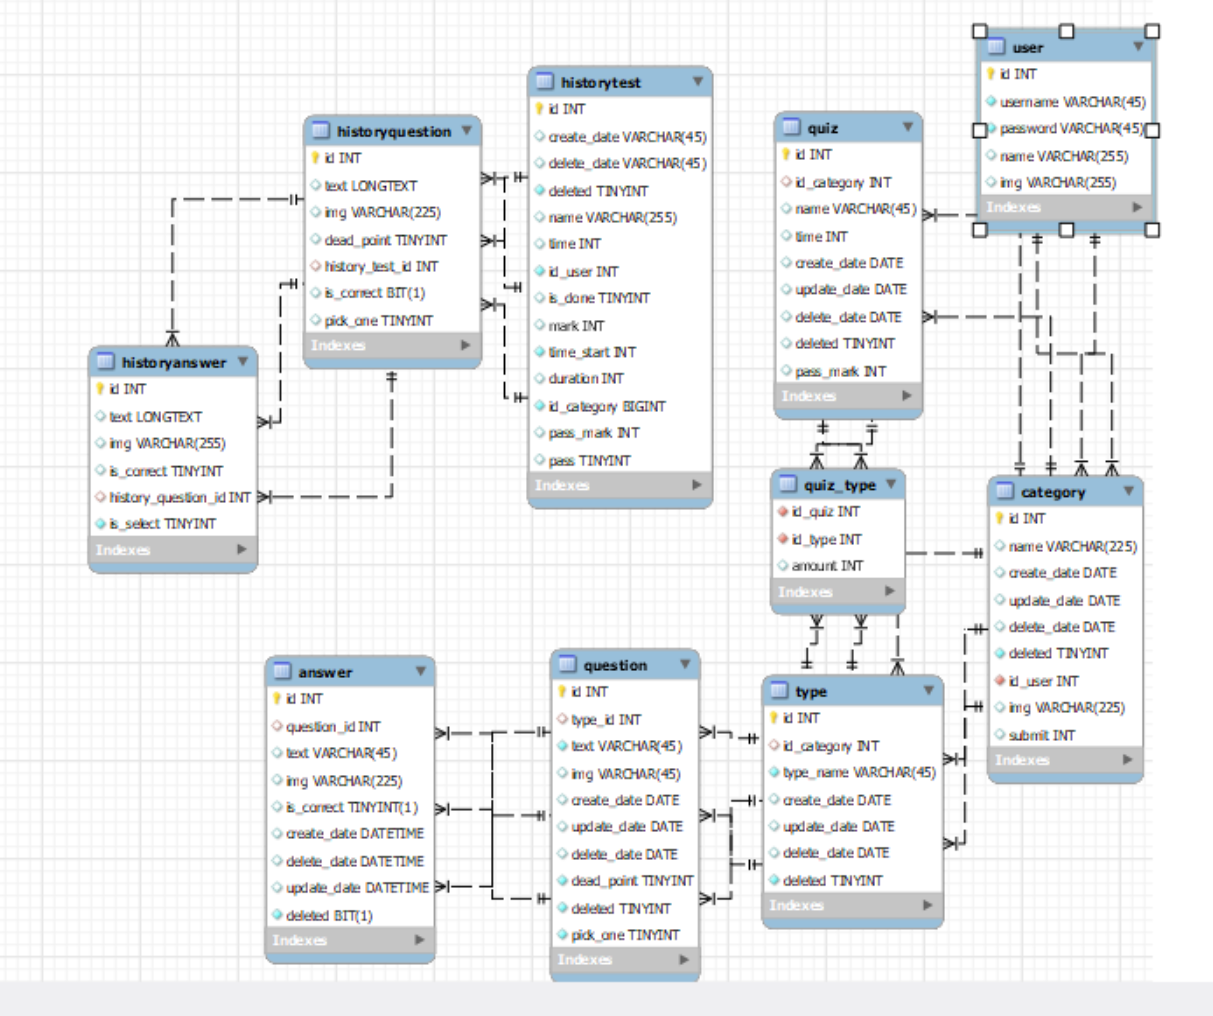 user
id INT
username VARCHAR(45)
password VARCHAR(45)
name VARCHAR(255)
img VARCHAR(255)
Indexes
historytest
id INT
create_date VARCHAR(45)
delete_date VARCHAR(45)
deleted TINYINT
name VARCHAR(255)
time INT
id_user INT
is_done TINYINT
mark INT
time_start INT
duration INT
id_category BIGINT
pass_mark INT
pass TINYINT
Indexes
historyquestion
id INT
text LONGTEXT
img VARCHAR(225)
dead_point TINYINT
history_test_id INT
is_correct BIT(1)
pick_one TINYINT
Indexes
quiz
id INT
id_category INT
name VARCHAR(45)
time INT
create_date DATE
update_date DATE
delete_date DATE
deleted TINYINT
pass_mark INT
Indexes
historyanswer
id INT
text LONGTEXT
img VARCHAR(255)
is_correct TINYINT
history_question_id INT
is_select TINYINT
Indexes
quiz_type
id_quiz INT
id_type INT
amount INT
Indexes
category
id INT
name VARCHAR(225)
create_date DATE
update_date DATE
delete_date DATE
deleted TINYINT
id_user INT
img VARCHAR(225)
submit INT
Indexes
answer
id INT
question_id INT
text VARCHAR(45)
img VARCHAR(225)
is_correct TINYINT(1)
create_date DATETIME
delete_date DATETIME
update_date DATETIME
deleted BIT(1)
Indexes
question
id INT
type_id INT
text VARCHAR(45)
img VARCHAR(45)
create_date DATE
update_date DATE
delete_date DATE
dead_point TINYINT
deleted TINYINT
pick_one TINYINT
Indexes
type
id INT
id_category INT
type_name VARCHAR(45)
create_date DATE
update_date DATE
delete_date DATE
deleted TINYINT
Indexes